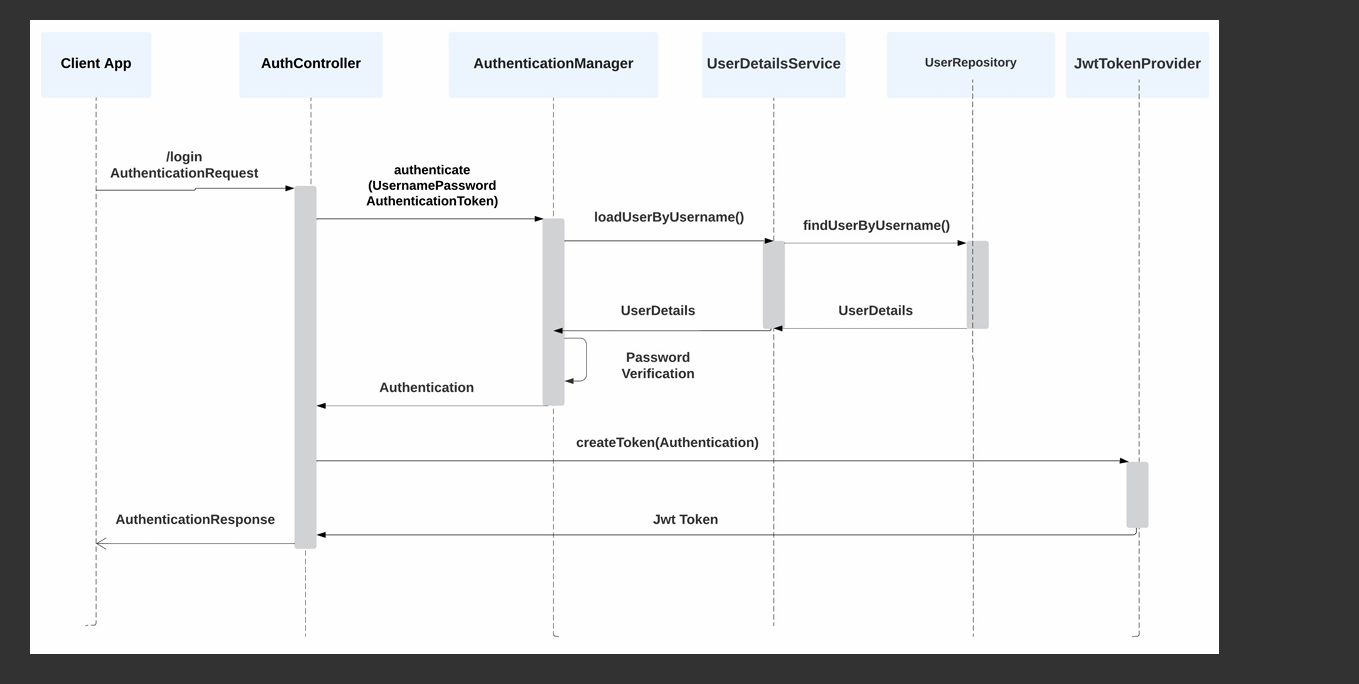 Client App
AuthController
AuthenticationManager
UserDetailsService
UserRepository
JwtTokenProvider
/login
AuthenticationRequest
authenticate
(UsernamePassword
AuthenticationToken)
loadUserByUsername()
findUserByUsername()
UserDetails
UserDetails
Password
Verification
Authentication
createToken(Authentication)
AuthenticationResponse
Jwt Token